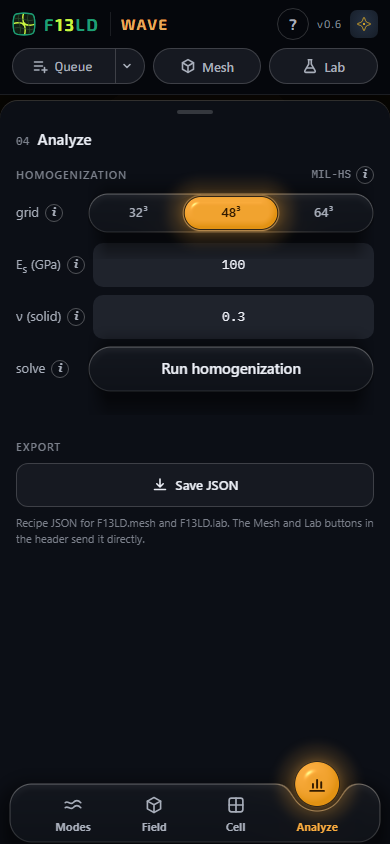 F13LD WAVE ? v0.6
Queue Mesh Lab
04 Analyze
HOMOGENIZATION MIL-HS i
grid i 32³ 48³ 64³
Es (GPa) i 100
ν (solid) i 0.3
solve i Run homogenization
EXPORT
Save JSON
Recipe JSON for F13LD.mesh and F13LD.lab. The Mesh and Lab buttons in
the header send it directly.
Modes Field Cell Analyze